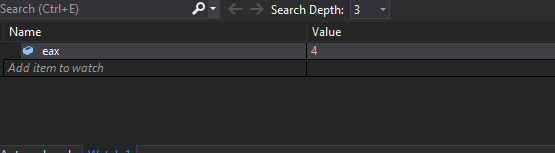 Search (Ctrl+E) Search Depth: 3
Name Value
eax 4
Add item to watch
Watch 1